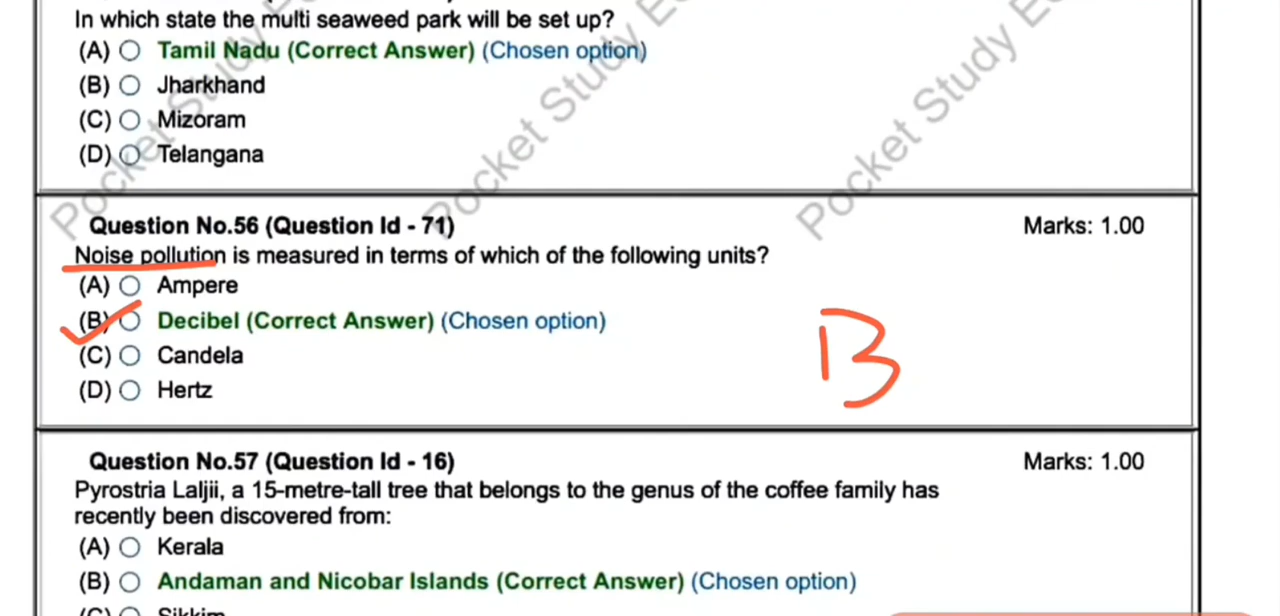 In which state the multi seaweed park will be set up?
(A) Tamil Nadu (Correct Answer) (Chosen option)
(B) Jharkhand
(C) Mizoram
(D) Telangana
Question No.56 (Question Id - 71) Marks: 1.00
Noise pollution is measured in terms of which of the following units?
(A) Ampere
(B) Decibel (Correct Answer) (Chosen option)
(C) Candela
(D) Hertz
B
Question No.57 (Question Id - 16) Marks: 1.00
Pyrostria Laljii, a 15-metre-tall tree that belongs to the genus of the coffee family has
recently been discovered from:
(A) Kerala
(B) Andaman and Nicobar Islands (Correct Answer) (Chosen option)
(C) Sikkim
Pocket Study
Pocket Study
Pocket Study